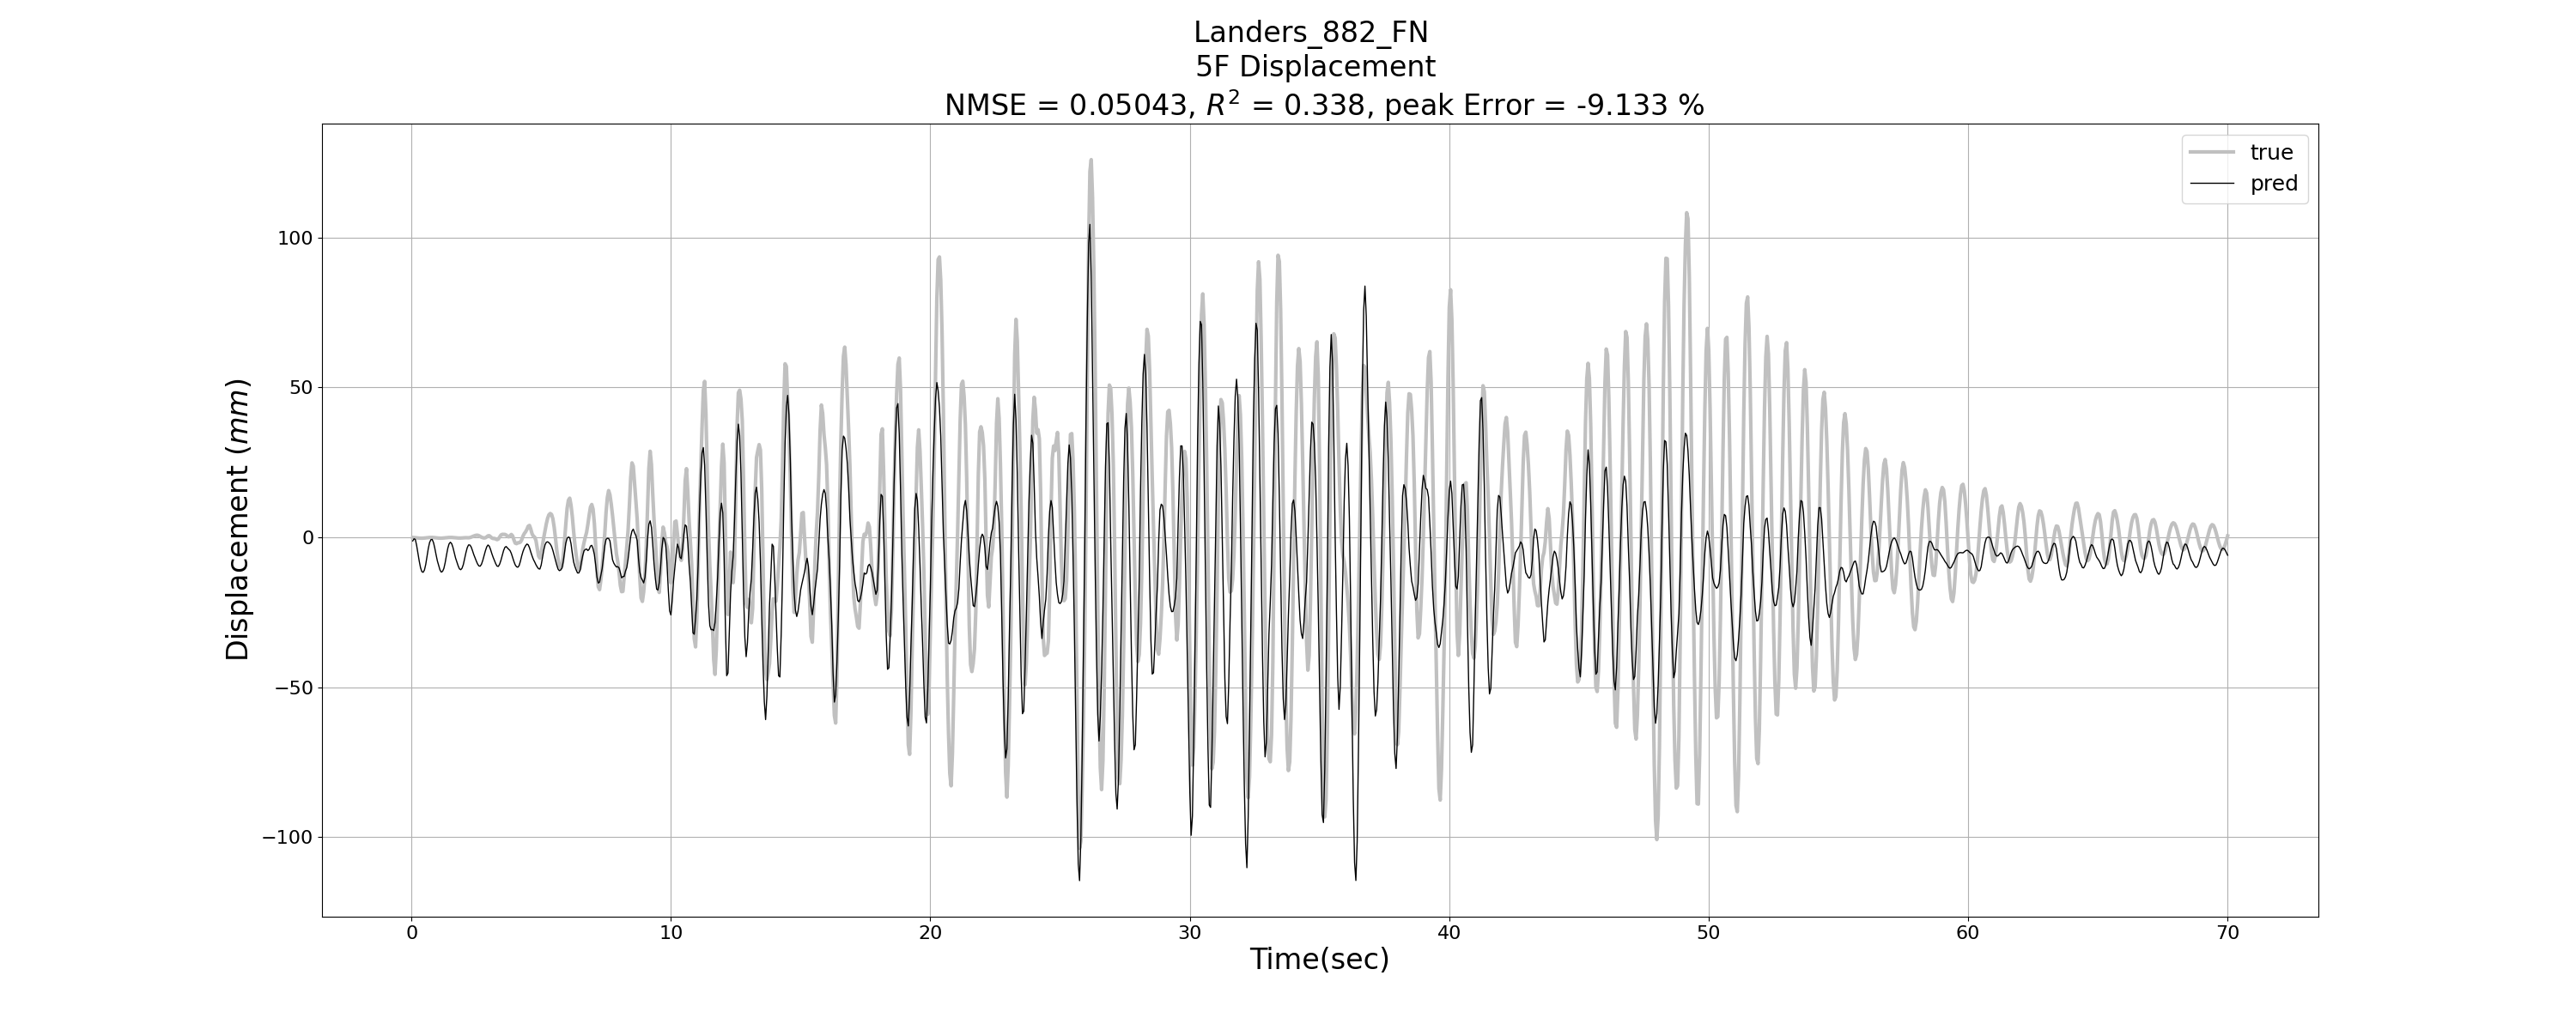 Landers_882_FN
5F Displacement
NMSE = 0.05043, R² = 0.338, peak Error = -9.133 %
true
pred
Displacement (mm)
100
50
0
−50
−100
0 10 20 30 40 50 60 70
Time(sec)